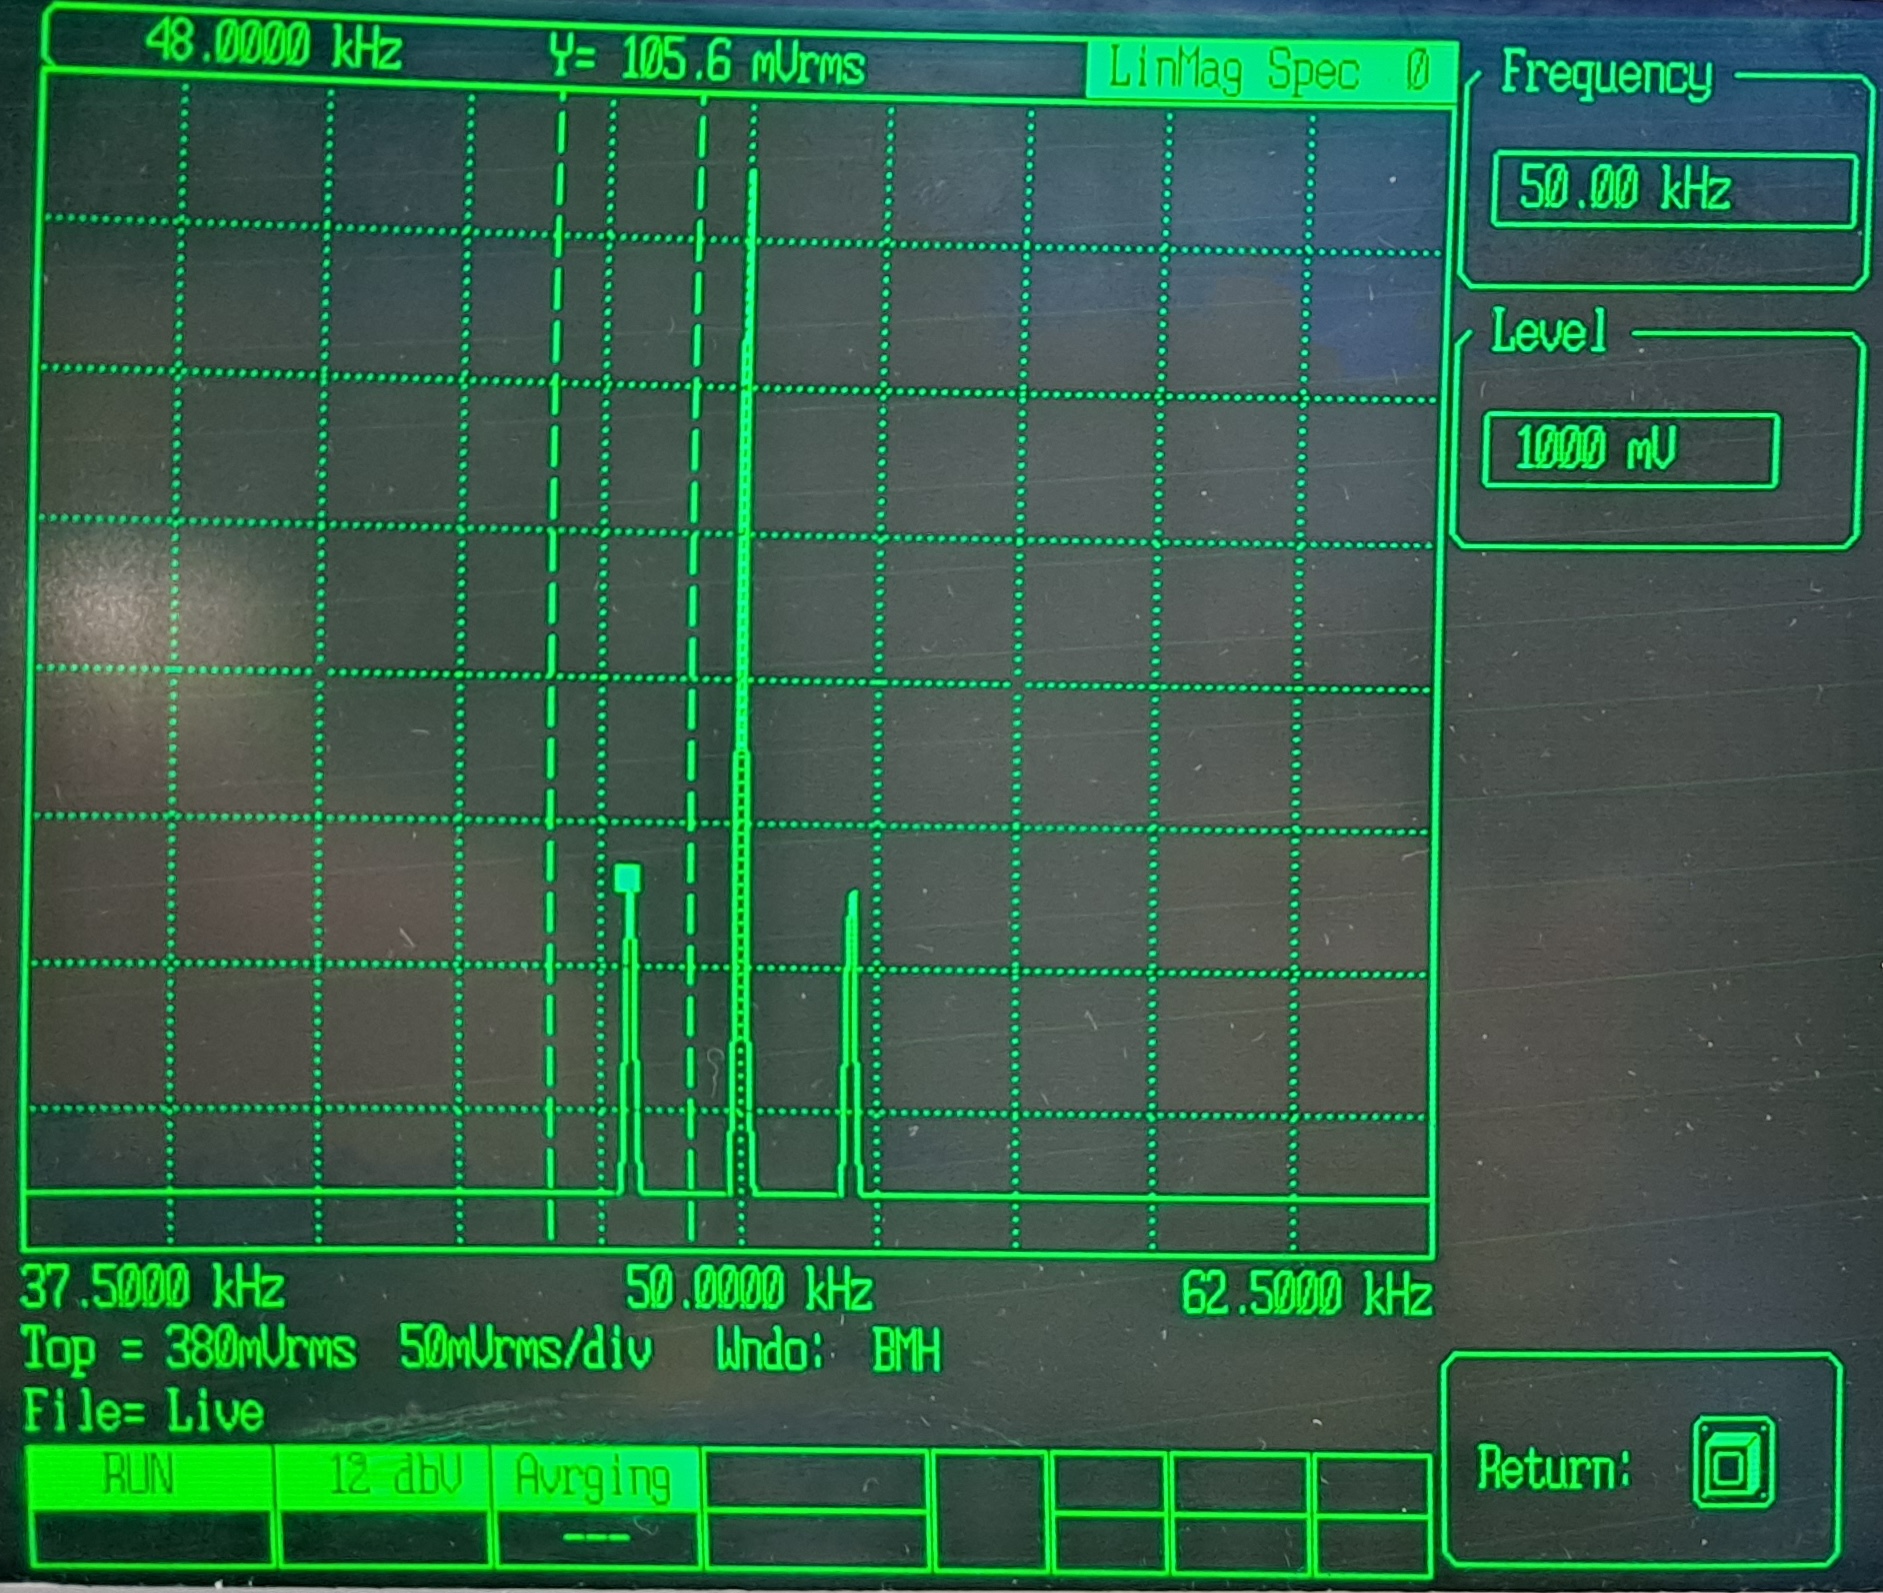 48.0000 kHz Y= 105.6 mVrms LinMag Spec 0
Frequency
50.00 kHz
Level
1000 mV
37.5000 kHz 50.0000 kHz 62.5000 kHz
Top = 380mVrms 50mVrms/div Wndo: BMH
File= Live
RUN 12 dbV Avrging
---
Return: